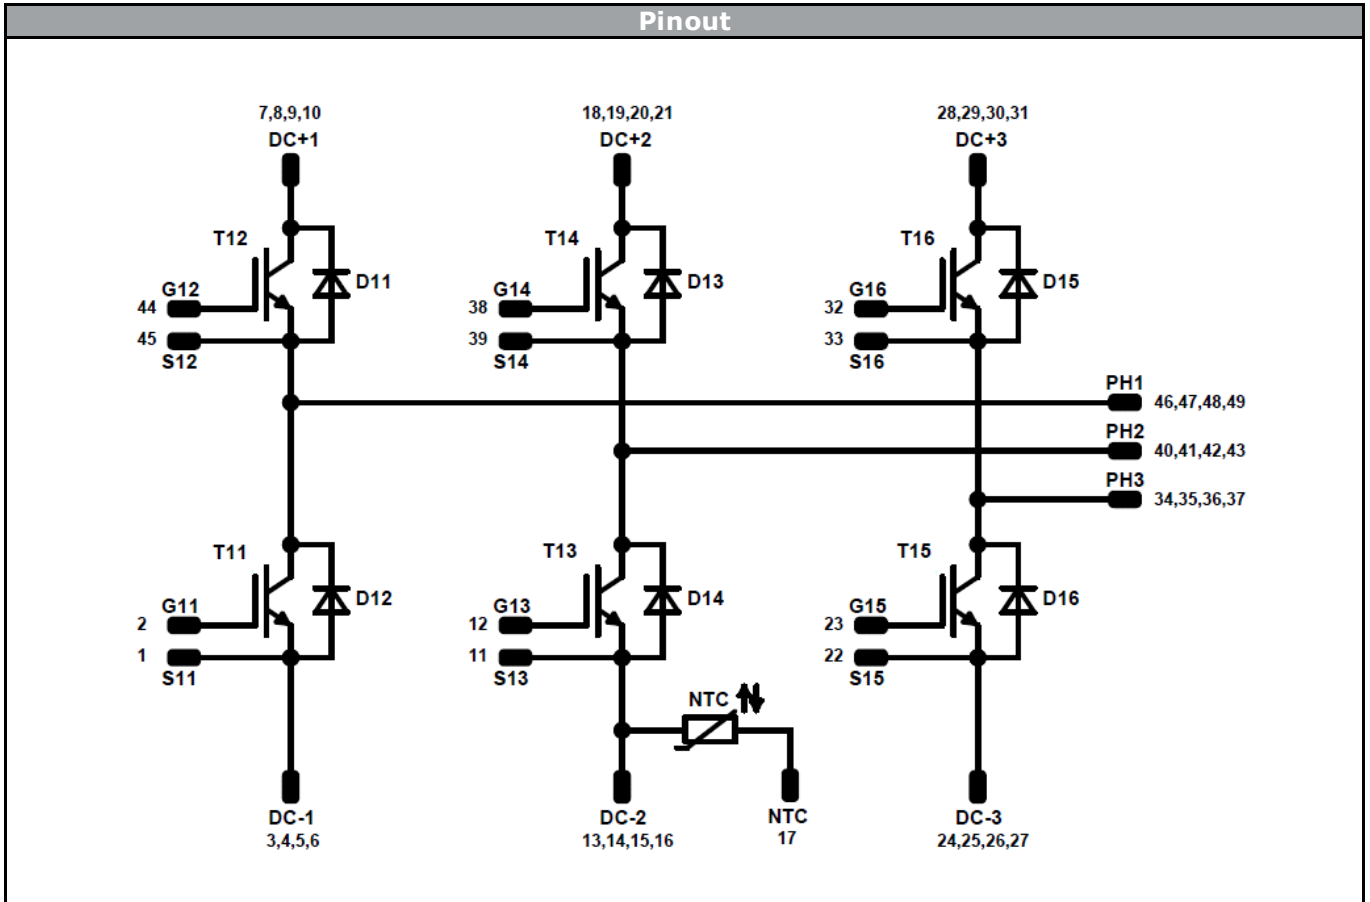 Pinout
7,8,9,10 18,19,20,21 28,29,30,31
DC+1 DC+2 DC+3
T12 T14 T16
D11 D13 D15
G12 G14 G16
44 38 32
45 39 33
S12 S14 S16
PH1
46,47,48,49
PH2
40,41,42,43
PH3
34,35,36,37
T11 T13 T15
D12 D14 D16
G11 G13 G15
2 12 23
1 11 22
S11 S13 S15
NTC
DC-1 DC-2 NTC DC-3
3,4,5,6 13,14,15,16 17 24,25,26,27